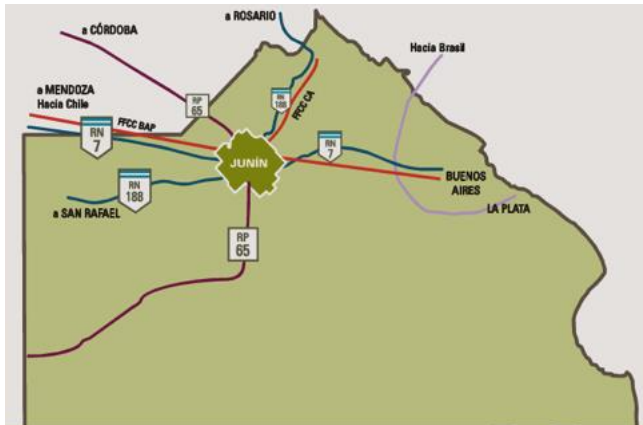 a ROSARIO
a CÓRDOBA
Hacia Brasil
a MENDOZA
Hacia Chile
FFCC BAP
RP
65
RN
188
FFCC CA
RN
7
RN
7
JUNÍN
BUENOS
AIRES
RN
188
a SAN RAFAEL
LA PLATA
RP
65